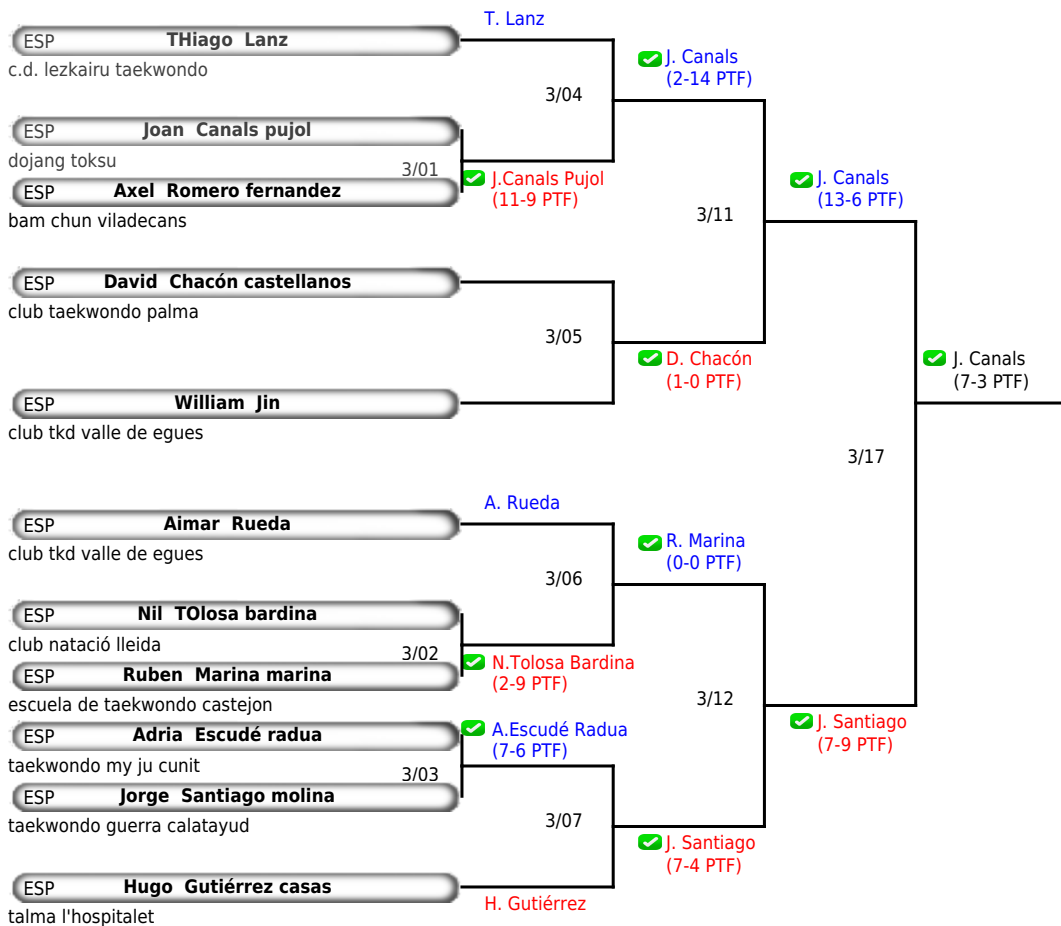 T. Lanz
ESP THiago Lanz
c.d. lezkairu taekwondo
J. Canals
(2-14 PTF)
3/04
ESP Joan Canals pujol
dojang toksu
3/01
J.Canals Pujol
(11-9 PTF)
ESP Axel Romero fernandez
bam chun viladecans
J. Canals
(13-6 PTF)
3/11
ESP David Chacón castellanos
club taekwondo palma
3/05
D. Chacón
(1-0 PTF)
J. Canals
(7-3 PTF)
ESP William Jin
club tkd valle de egues
3/17
A. Rueda
ESP Aimar Rueda
club tkd valle de egues
R. Marina
(0-0 PTF)
3/06
ESP Nil TOlosa bardina
club natació lleida
3/02
N.Tolosa Bardina
(2-9 PTF)
ESP Ruben Marina marina
escuela de taekwondo castejon
3/12
J. Santiago
(7-9 PTF)
ESP Adria Escudé radua
A.Escudé Radua
(7-6 PTF)
taekwondo my ju cunit
3/03
ESP Jorge Santiago molina
taekwondo guerra calatayud
3/07
J. Santiago
(7-4 PTF)
ESP Hugo Gutiérrez casas
H. Gutiérrez
talma l'hospitalet